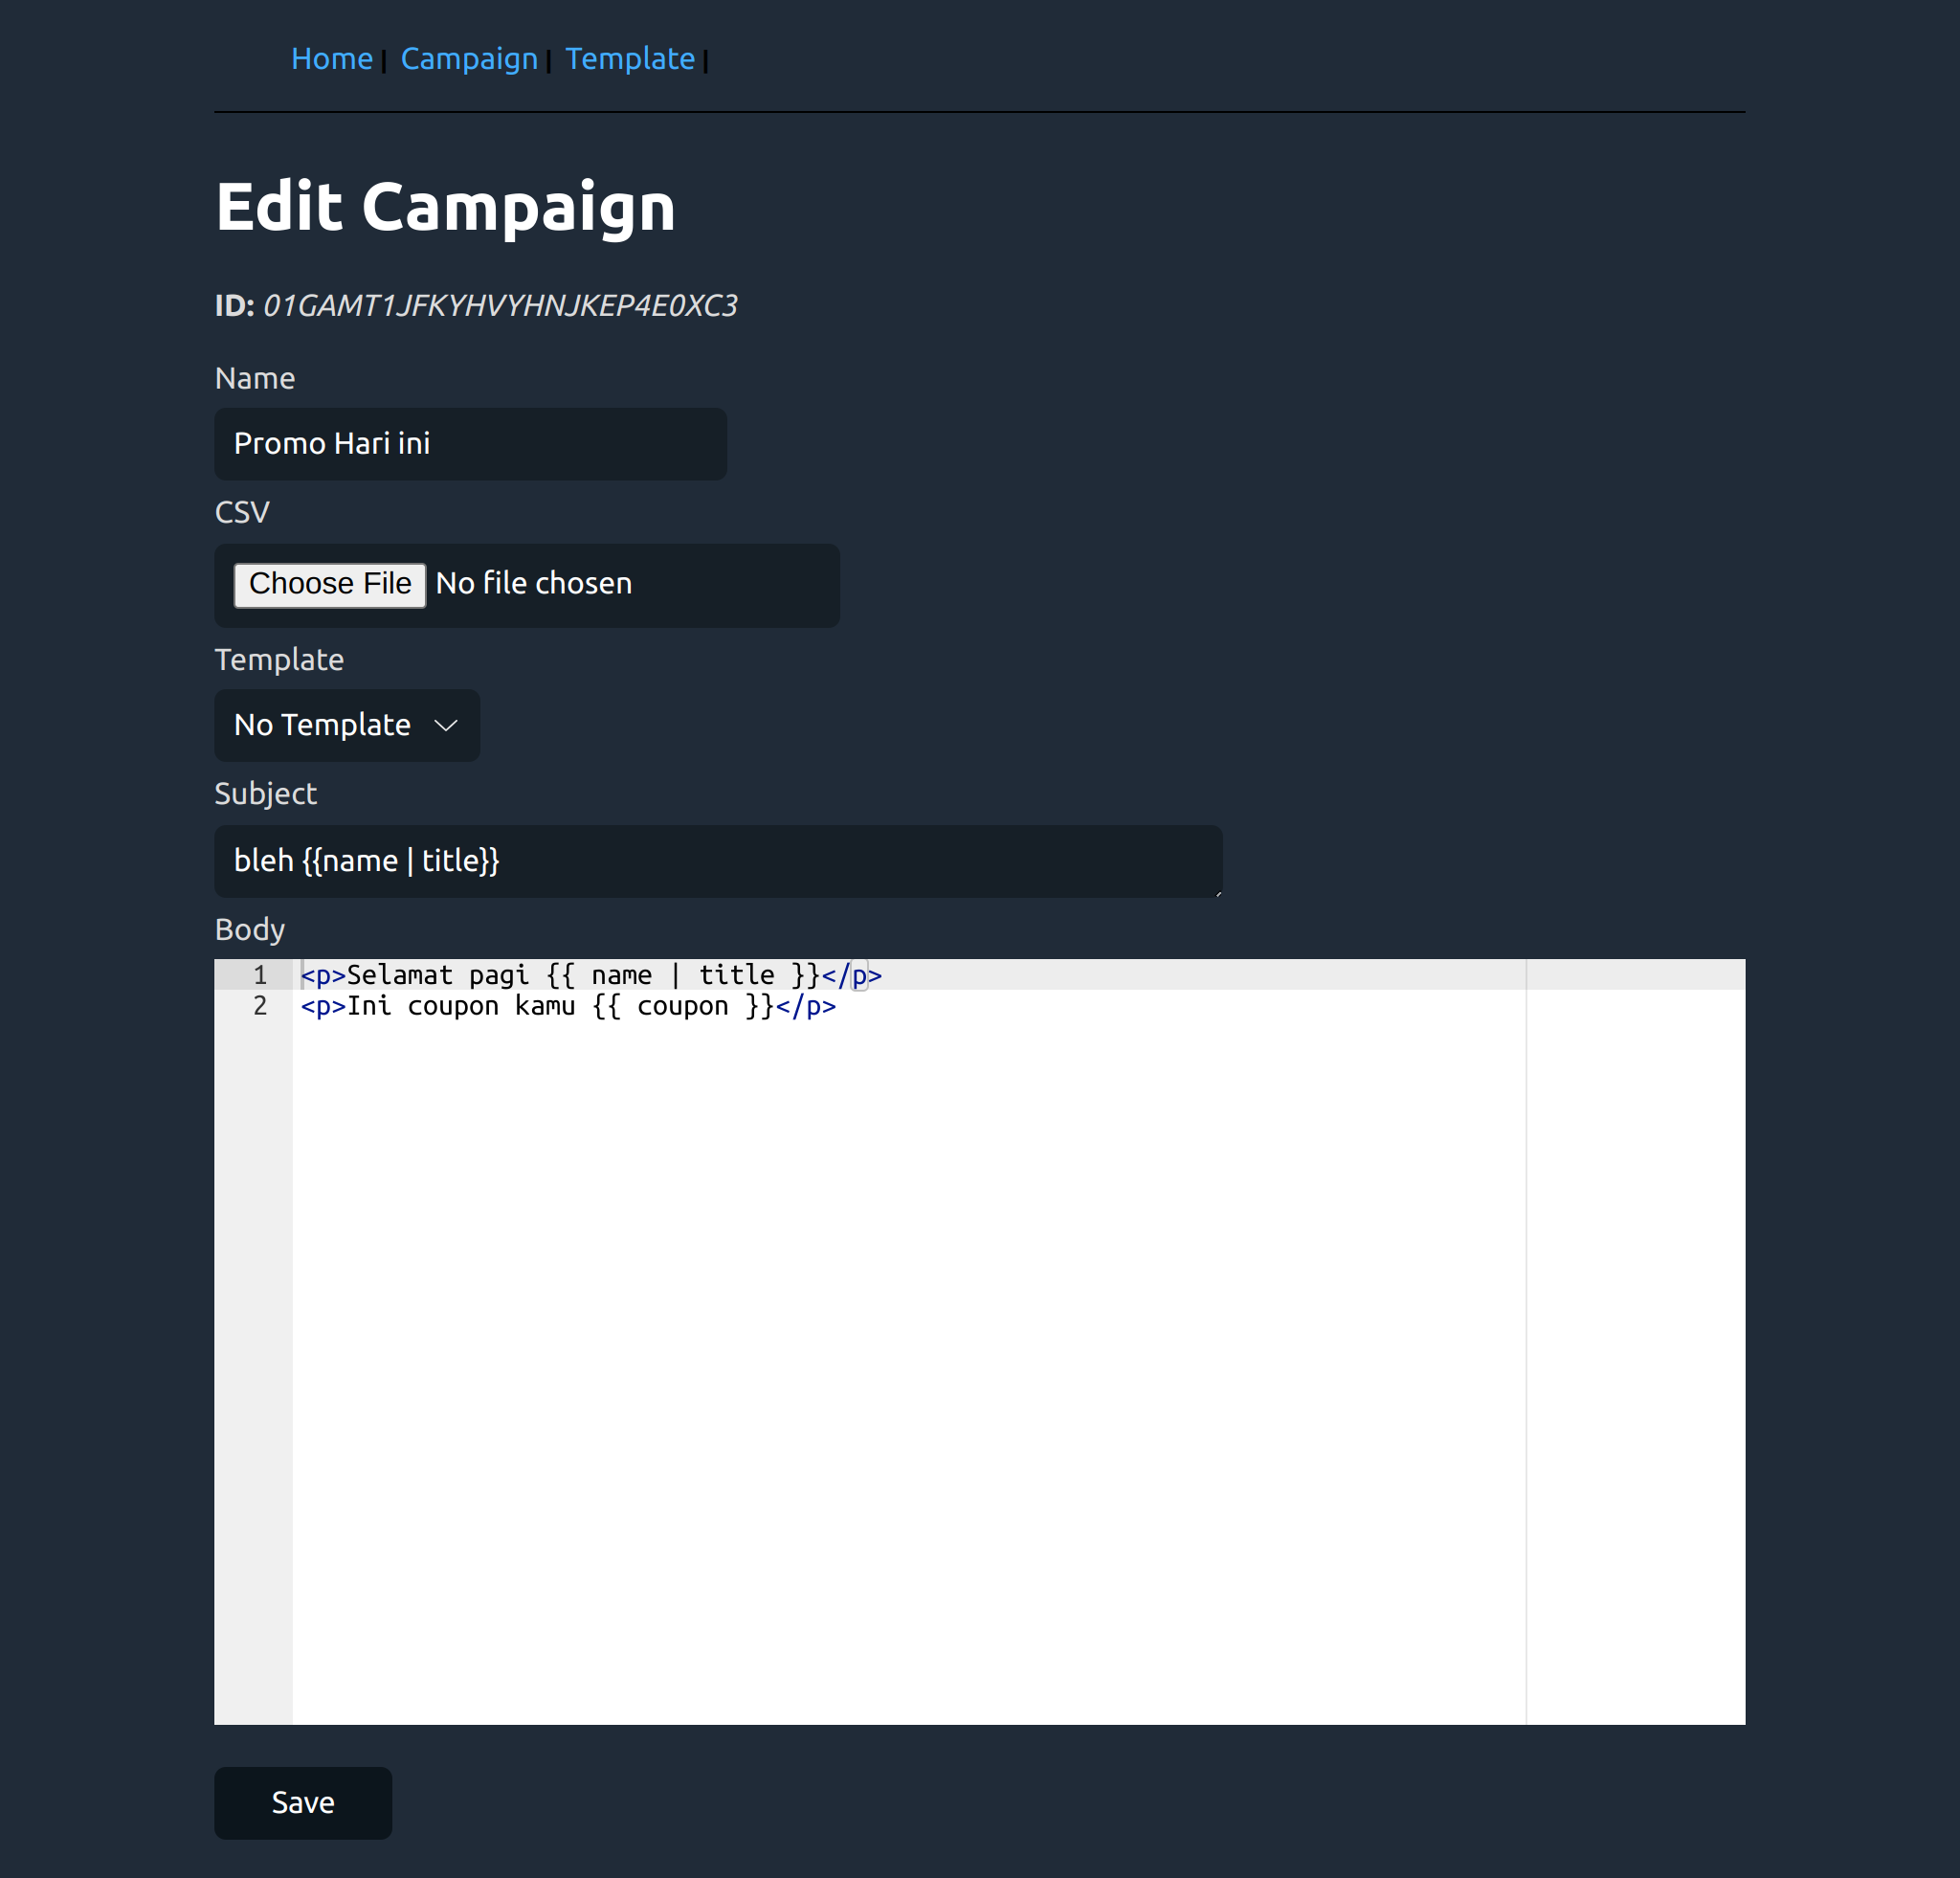 Home | Campaign | Template |
Edit Campaign
ID: 01GAMT1JFKYHVYHNJKEP4E0XC3
Name
Promo Hari ini
CSV
Choose File No file chosen
Template
No Template
Subject
bleh {{name | title}}
Body
1 <p>Selamat pagi {{ name | title }}</p>
2 <p>Ini coupon kamu {{ coupon }}</p>
Save